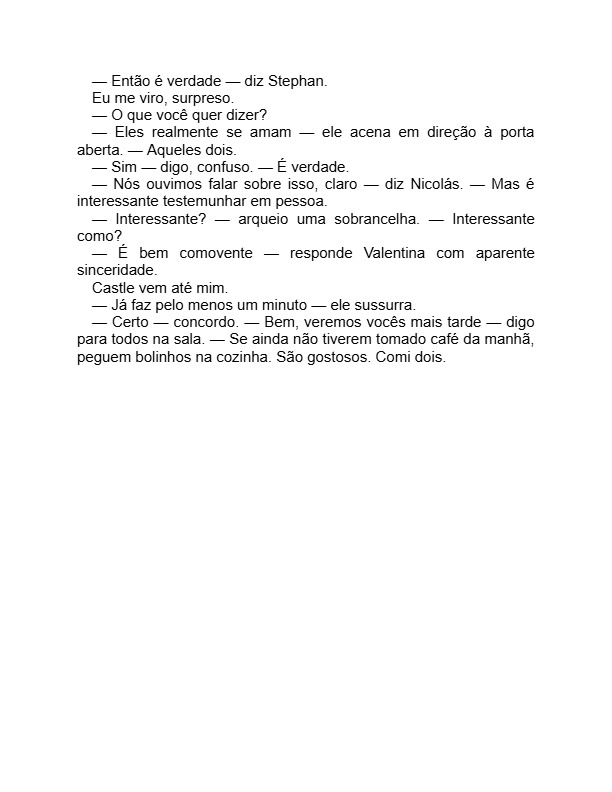 — Então é verdade — diz Stephan.
Eu me viro, surpreso.
— O que você quer dizer?
— Eles realmente se amam — ele acena em direção à porta
aberta. — Aqueles dois.
— Sim — digo, confuso. — É verdade.
— Nós ouvimos falar sobre isso, claro — diz Nicolás. — Mas é
interessante testemunhar em pessoa.
— Interessante? — arqueio uma sobrancelha. — Interessante
como?
— É bem comovente — responde Valentina com aparente
sinceridade.
Castle vem até mim.
— Já faz pelo menos um minuto — ele sussurra.
— Certo — concordo. — Bem, veremos vocês mais tarde — digo
para todos na sala. — Se ainda não tiverem tomado café da manhã,
peguem bolinhos na cozinha. São gostosos. Comi dois.